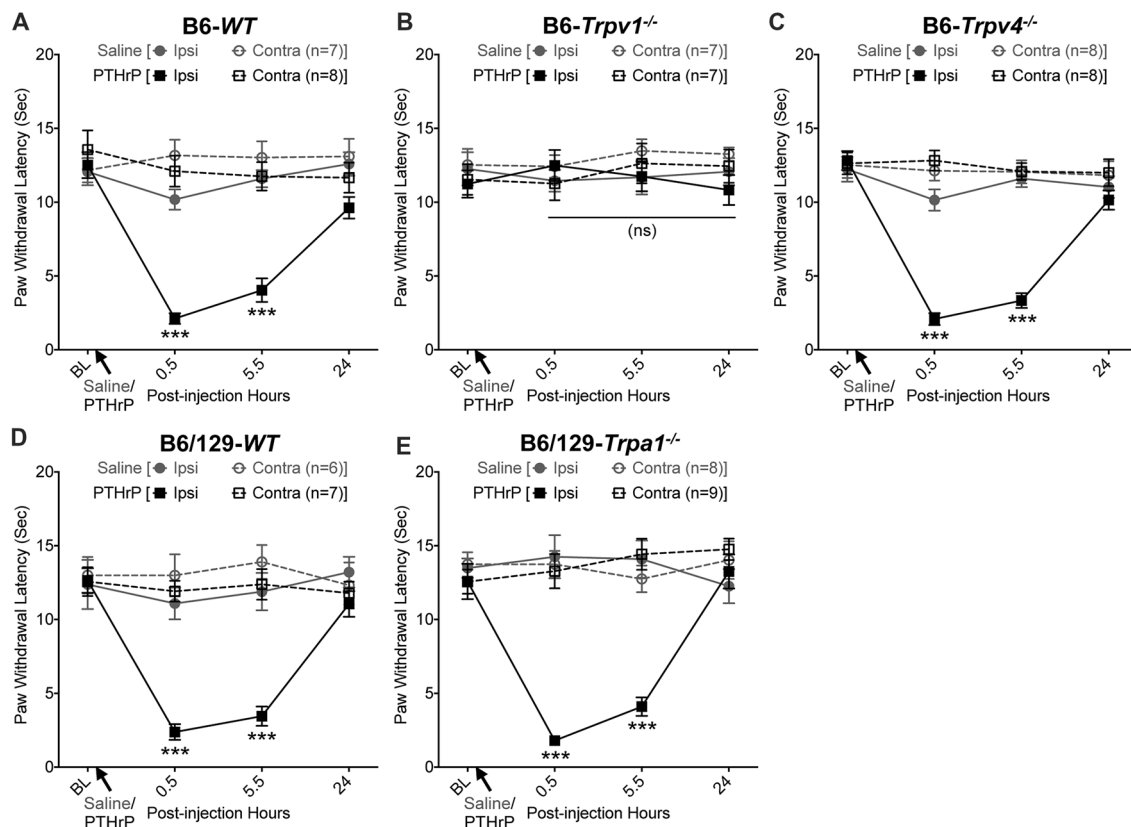 A
B6-WT
Saline [ Ipsi Contra (n=7)]
PTHrP [ Ipsi Contra (n=8)]
Paw Withdrawal Latency (Sec)
20
15
10
5
0
***
***
BL
0.5
5.5
24
Saline/
PTHrP
Post-injection Hours
B
B6-Trpv1-/-
Saline [ Ipsi Contra (n=7)]
PTHrP [ Ipsi Contra (n=7)]
Paw Withdrawal Latency (Sec)
20
15
10
5
0
(ns)
BL
0.5
5.5
24
Saline/
PTHrP
Post-injection Hours
C
B6-Trpv4-/-
Saline [ Ipsi Contra (n=8)]
PTHrP [ Ipsi Contra (n=8)]
Paw Withdrawal Latency (Sec)
20
15
10
5
0
***
***
BL
0.5
5.5
24
Saline/
PTHrP
Post-injection Hours
D
B6/129-WT
Saline [ Ipsi Contra (n=6)]
PTHrP [ Ipsi Contra (n=7)]
Paw Withdrawal Latency (Sec)
20
15
10
5
0
***
***
BL
0.5
5.5
24
Saline/
PTHrP
Post-injection Hours
E
B6/129-Trpa1-/-
Saline [ Ipsi Contra (n=8)]
PTHrP [ Ipsi Contra (n=9)]
Paw Withdrawal Latency (Sec)
20
15
10
5
0
***
***
BL
0.5
5.5
24
Saline/
PTHrP
Post-injection Hours